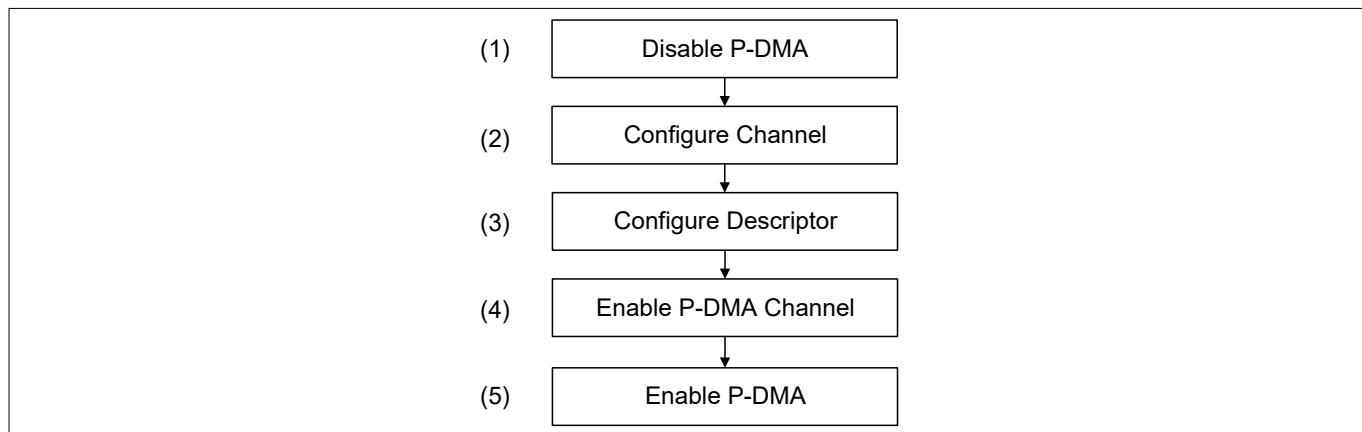 (1) Disable P-DMA
(2) Configure Channel
(3) Configure Descriptor
(4) Enable P-DMA Channel
(5) Enable P-DMA